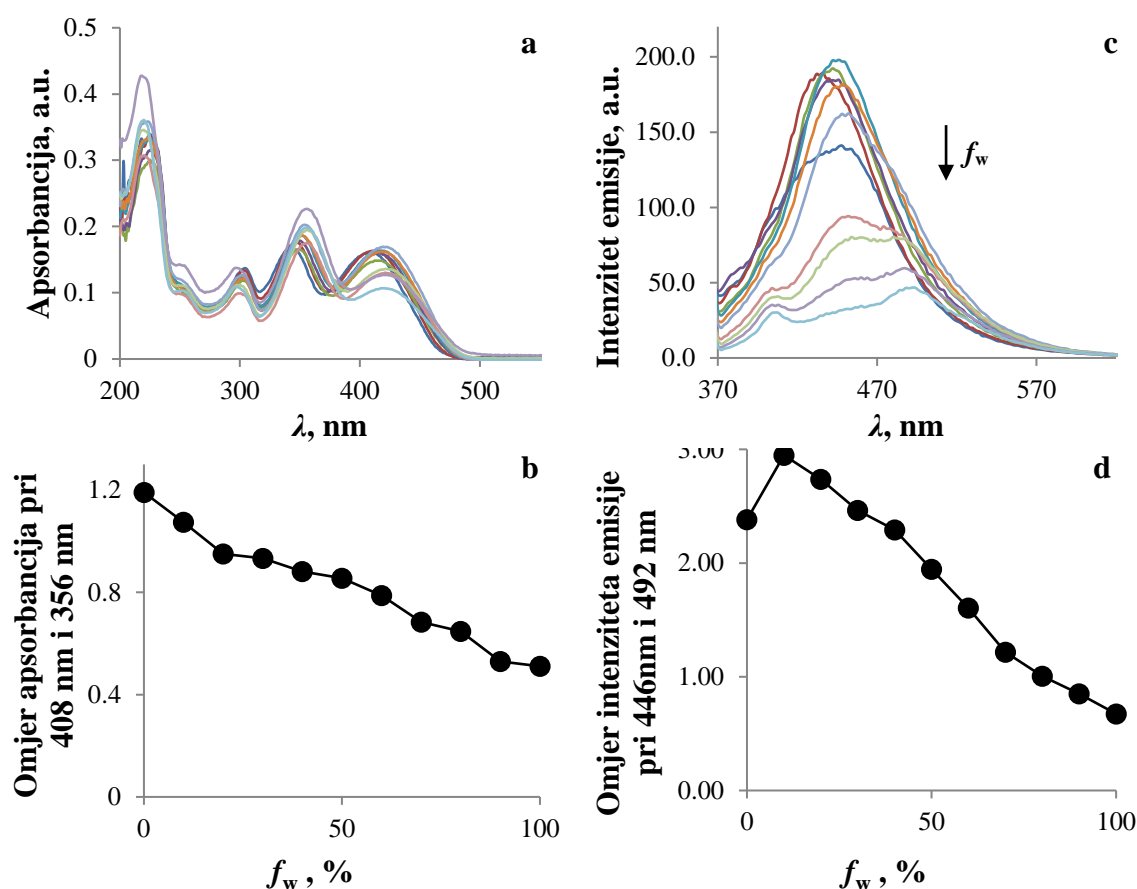 a
Apsorbancija, a.u.
0.5
0.4
0.3
0.2
0.1
0
200 300 400 500
λ, nm
c
Intenzitet emisije, a.u.
200.0
150.0
100.0
50.0
0.0
370 470 570
λ, nm
fw
b
Omjer apsorbancija pri
408 nm i 356 nm
1.2
0.8
0.4
0
0 50 100
fw , %
d
Omjer intenziteta emisije
pri 446nm i 492 nm
3.00
2.00
1.00
0.00
0 50 100
fw , %